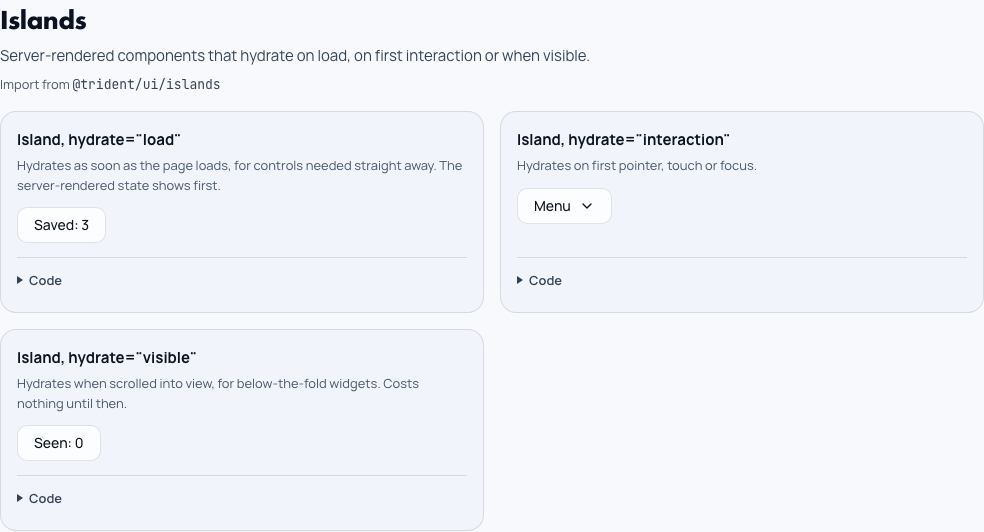 Islands
Server-rendered components that hydrate on load, on first interaction or when visible.
Import from @trident/ui/islands
Island, hydrate="load"
Hydrates as soon as the page loads, for controls needed straight away. The
server-rendered state shows first.
Saved: 3
Code
Island, hydrate="interaction"
Hydrates on first pointer, touch or focus.
Menu
Code
Island, hydrate="visible"
Hydrates when scrolled into view, for below-the-fold widgets. Costs
nothing until then.
Seen: 0
Code